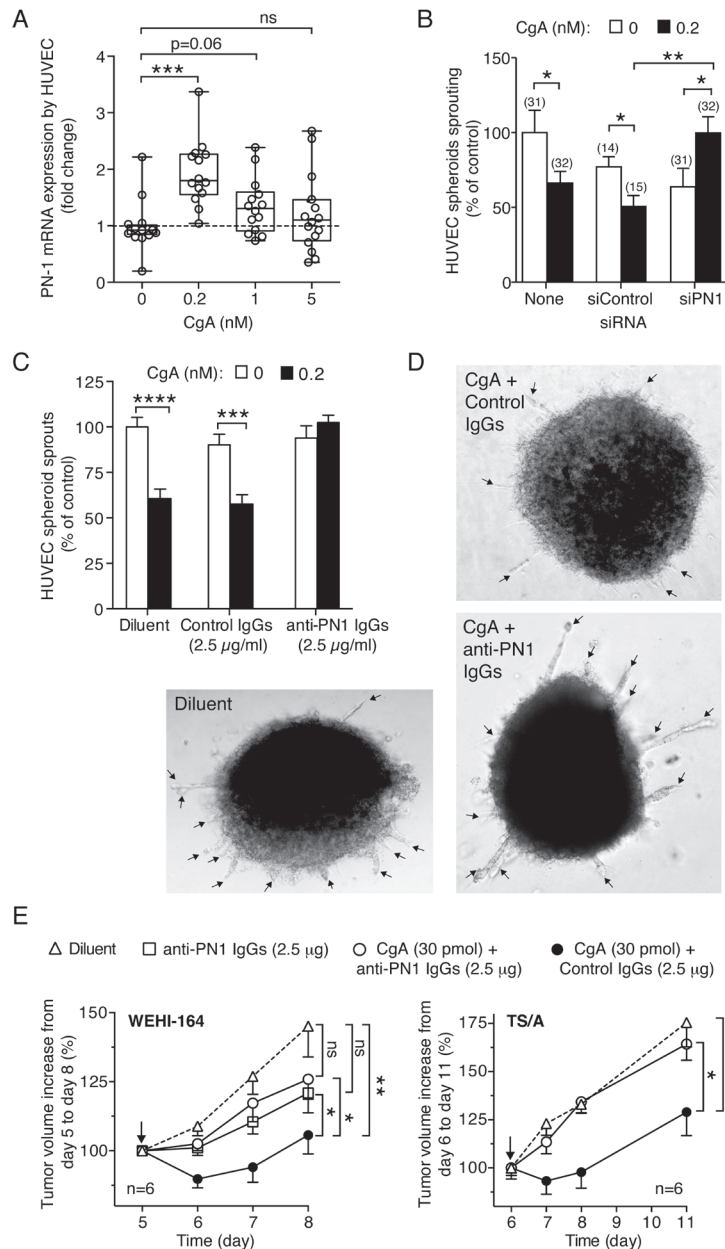 A
PN-1 mRNA expression by HUVEC
(fold change)
4
3
2
1
0
ns
p=0.06
***
0 0.2 1 5
CgA (nM)
B
CgA (nM): 0 0.2
HUVEC spheroids sprouting
(% of control)
150
100
50
0
**
* * *
(31) (32) (14) (15) (31) (32)
None siControl siPN1
siRNA
C
CgA (nM): 0 0.2
HUVEC spheroid sprouts
(% of control)
125
100
75
50
25
0
**** ***
Diluent Control IgGs anti-PN1 IgGs
(2.5 µg/ml) (2.5 µg/ml)
D
CgA +
Control
IgGs
CgA +
anti-PN1
IgGs
Diluent
E
Diluent anti-PN1 IgGs (2.5 µg) CgA (30 pmol) + CgA (30 pmol) +
anti-PN1 IgGs (2.5 µg) Control IgGs (2.5 µg)
WEHI-164
Tumor volume increase from
day 5 to day 8 (%)
150
125
100
75
ns
ns
**
*
*
n=6
5 6 7 8
Time (day)
TS/A
Tumor volume increase from
day 6 to day 11 (%)
175
150
125
100
*
n=6
6 7 8 9 10 11
Time (day)